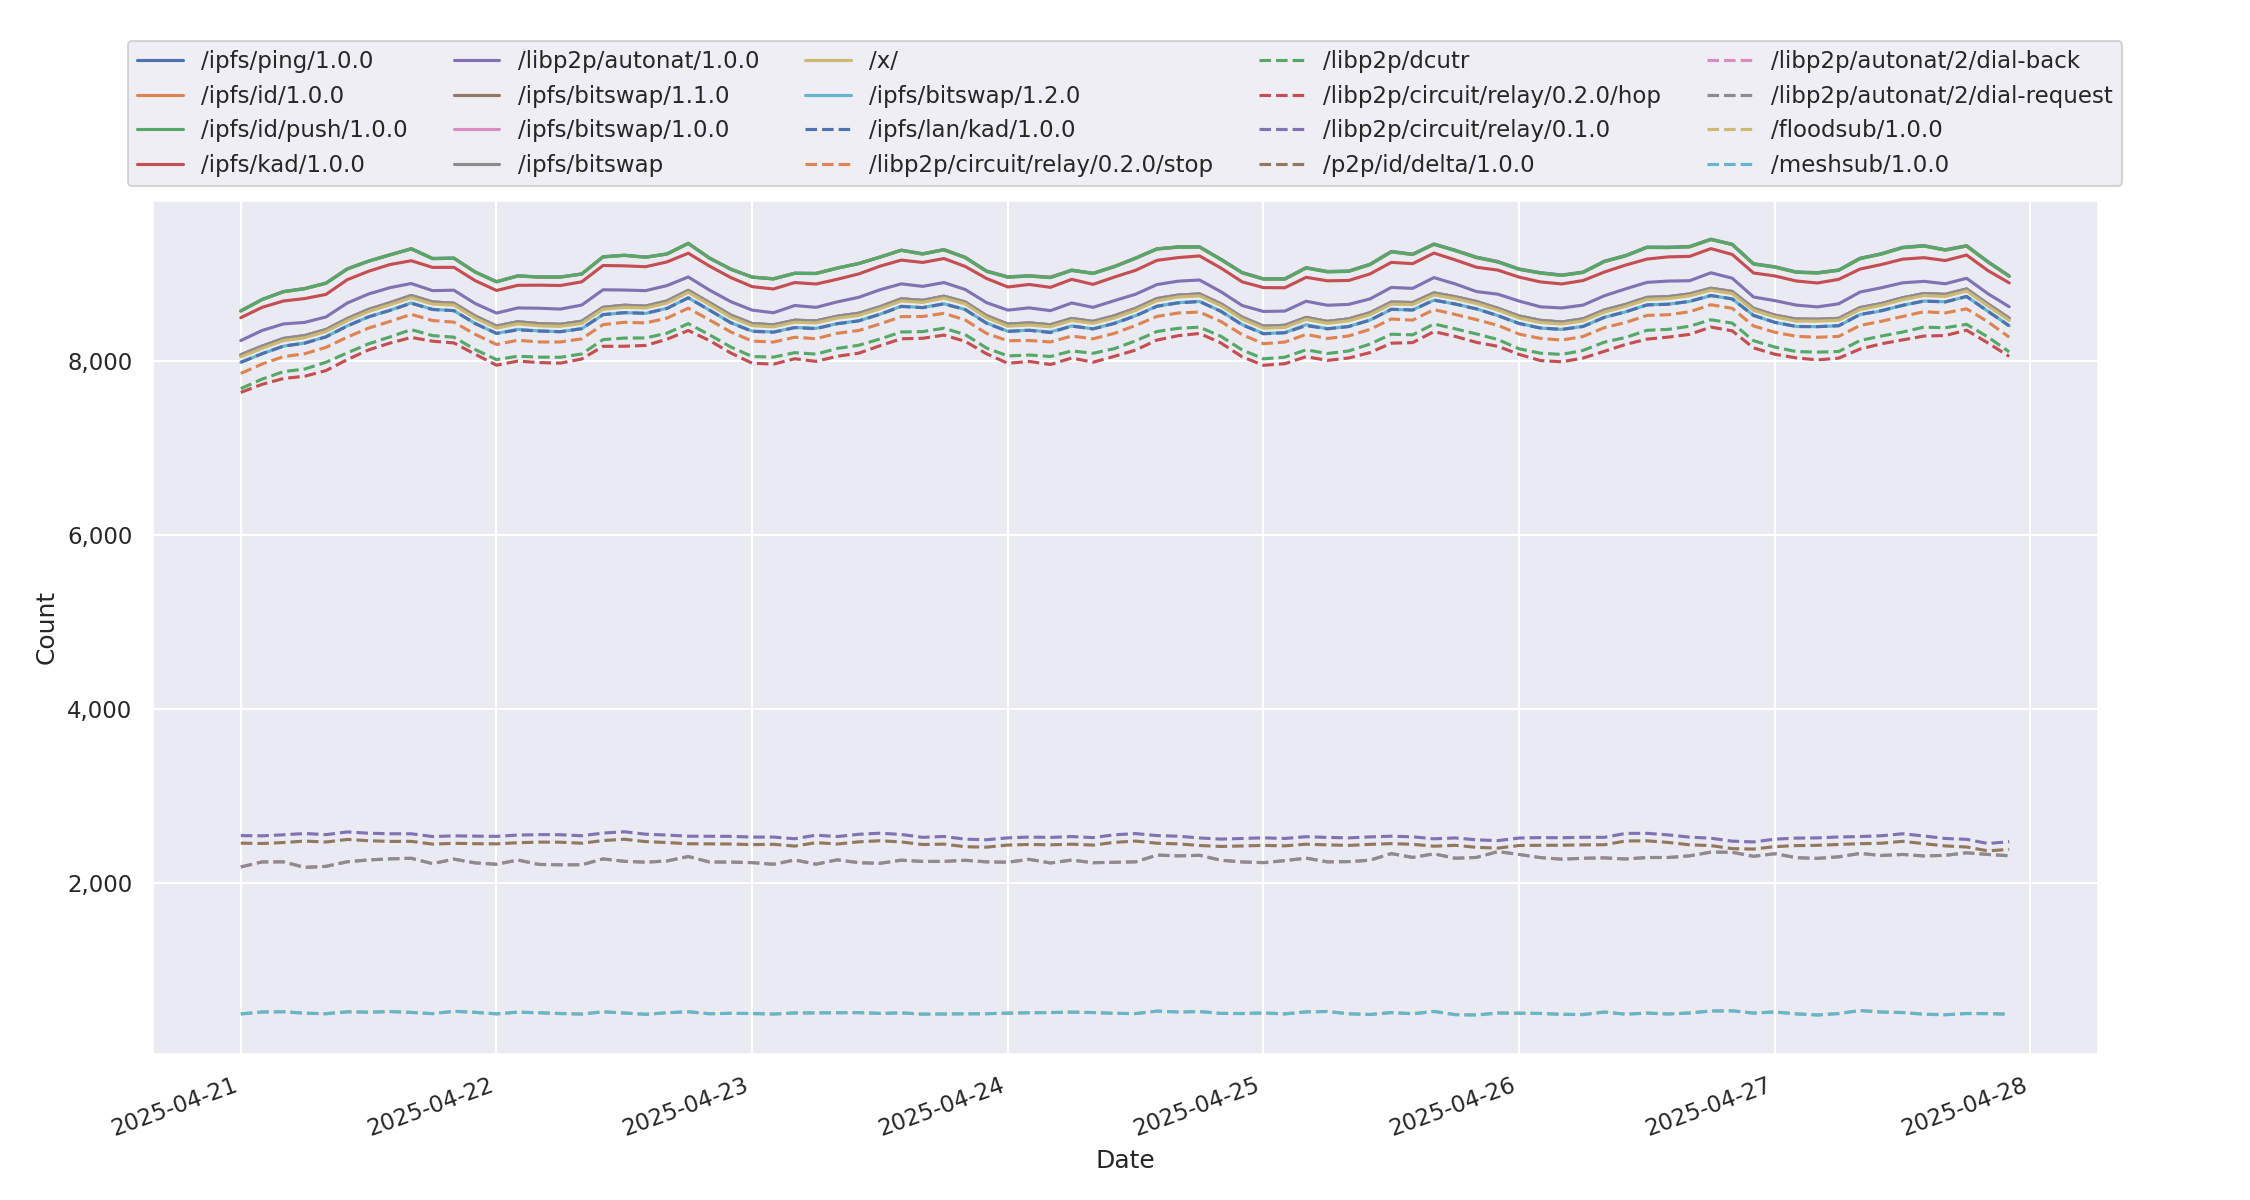 /ipfs/ping/1.0.0
/ipfs/id/1.0.0
/ipfs/id/push/1.0.0
/ipfs/kad/1.0.0
/libp2p/autonat/1.0.0
/ipfs/bitswap/1.1.0
/ipfs/bitswap/1.0.0
/ipfs/bitswap
/x/
/ipfs/bitswap/1.2.0
/ipfs/lan/kad/1.0.0
/libp2p/circuit/relay/0.2.0/stop
/libp2p/dcutr
/libp2p/circuit/relay/0.2.0/hop
/libp2p/circuit/relay/0.1.0
/p2p/id/delta/1.0.0
/libp2p/autonat/2/dial-back
/libp2p/autonat/2/dial-request
/floodsub/1.0.0
/meshsub/1.0.0
8,000
6,000
4,000
2,000
Count
2025-04-21
2025-04-22
2025-04-23
2025-04-24
2025-04-25
2025-04-26
2025-04-27
2025-04-28
Date